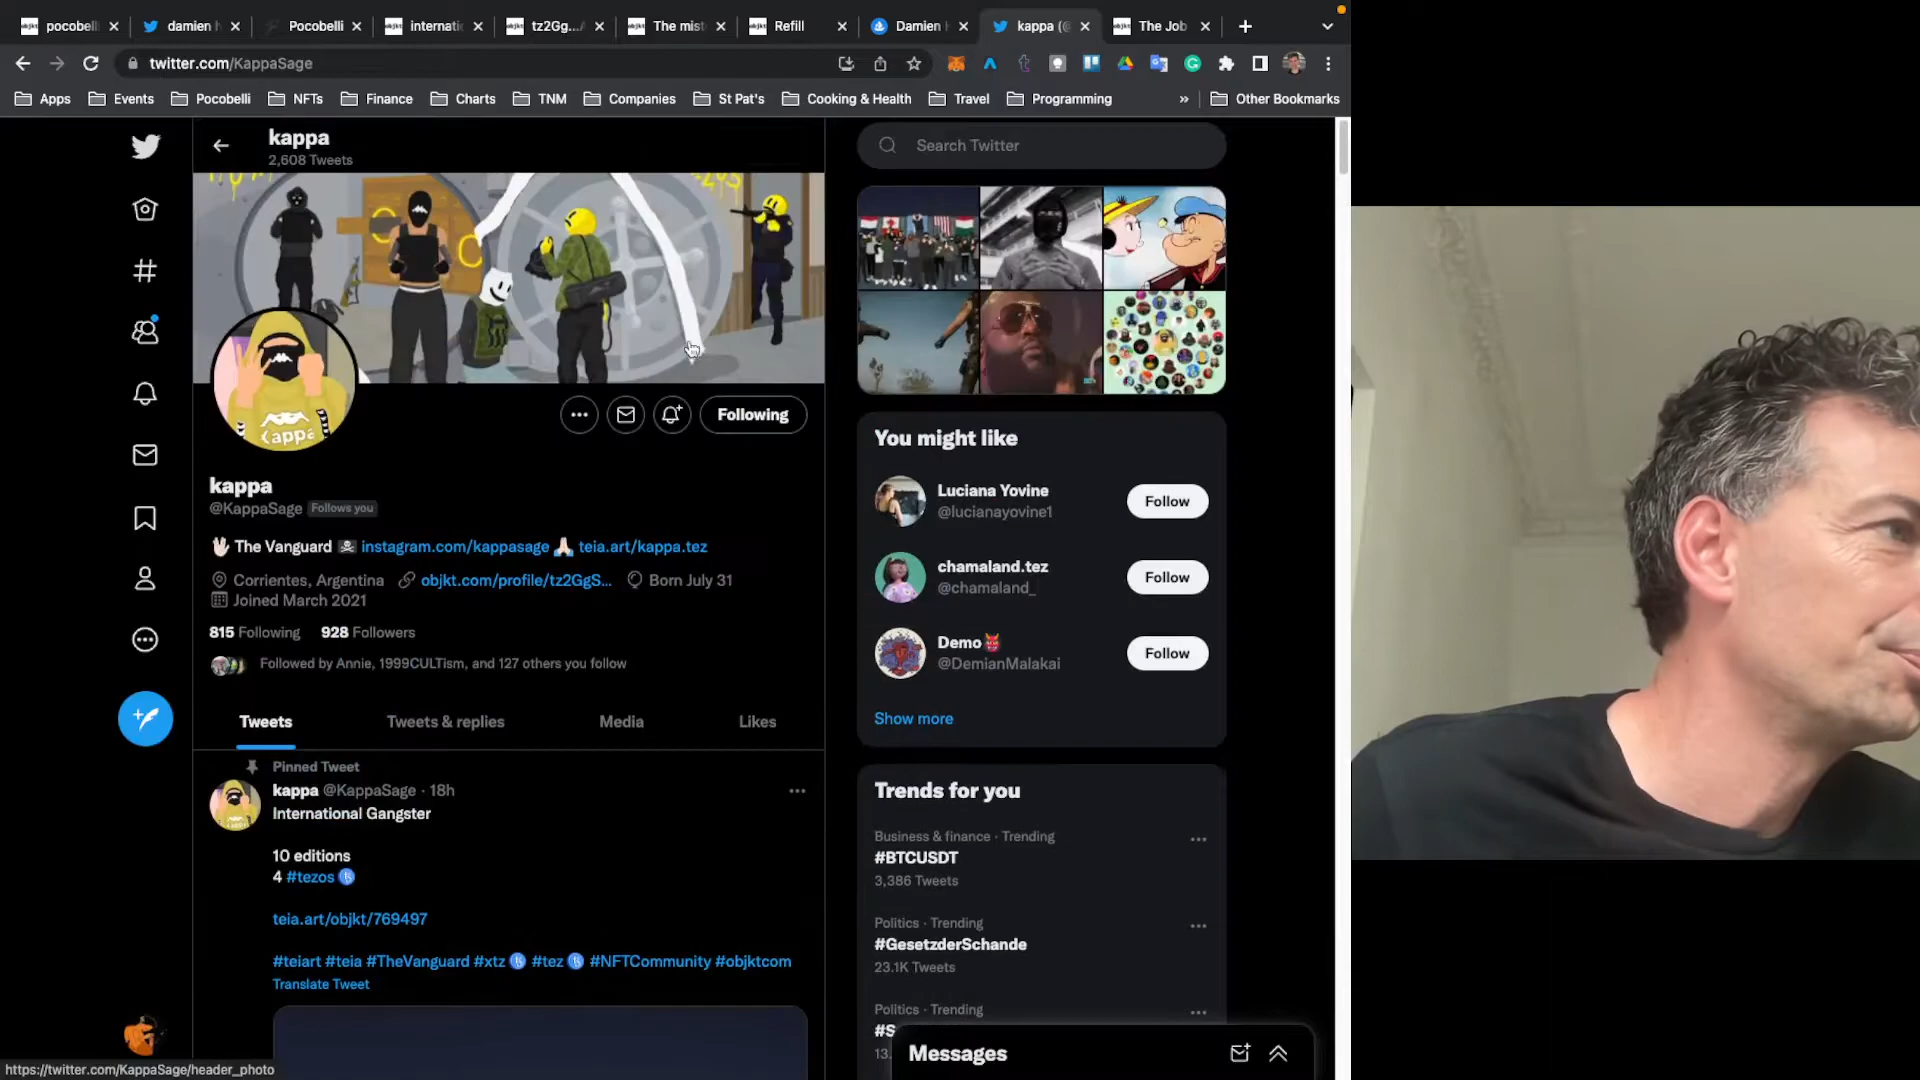 pocobell
damien h
Pocobelli
internati
tz2Gg...
The mist
Refill
Damien
kappa (@
The Job
twitter.com/KappaSage
Apps
Events
Pocobelli
NFTs
Finance
Charts
TNM
Companies
St Pat's
Cooking & Health
Travel
Programming
»
Other Bookmarks
kappa
2,608 Tweets
Following
kappa
@KappaSage Follows you
🖖🏻 The Vanguard 🏴‍☠️ instagram.com/kappasage 🙏🏻 teia.art/kappa.tez
Corrientes, Argentina objkt.com/profile/tz2GgS... Born July 31
Joined March 2021
815 Following 928 Followers
Followed by Annie, 1999CULTism, and 127 others you follow
Tweets
Tweets & replies
Media
Likes
Pinned Tweet
kappa @KappaSage · 18h
International Gangster
10 editions
4 #tezos
teia.art/objkt/769497
#teiart #teia #TheVanguard #xtz #tez #NFTCommunity #objktcom
Translate Tweet
Search Twitter
You might like
Luciana Yovine
@lucianayovine1
Follow
chamaland.tez
@chamaland_
Follow
Demo👹
@DemianMalakai
Follow
Show more
Trends for you
Business & finance · Trending
#BTCUSDT
3,386 Tweets
Politics · Trending
#GesetzderSchande
23.1K Tweets
Politics · Trending
#S
13.
Messages
https://twitter.com/KappaSage/header_photo